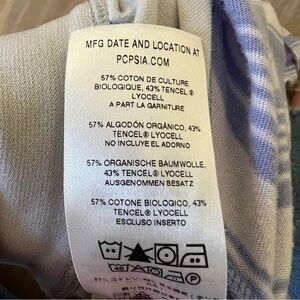 MFG DATE AND LOCATION AT
PCPSIA.COM
57% COTON DE CULTURE
BIOLOGIQUE, 43% TENCEL ®
LYOCELL
A PART LA GARNITURE
57% ALGODÓN ORGÁNICO, 43%
TENCEL® LYOCELL
NO INCLUYE EL ADORNO
57% ORGANISCHE BAUMWOLLE,
43% TENCEL® LYOCELL
AUSGENOMMEN BESATZ
57% COTONE BIOLOGICO, 43%
TENCEL® LYOCELL
ESCLUSO INSERTO
40
P